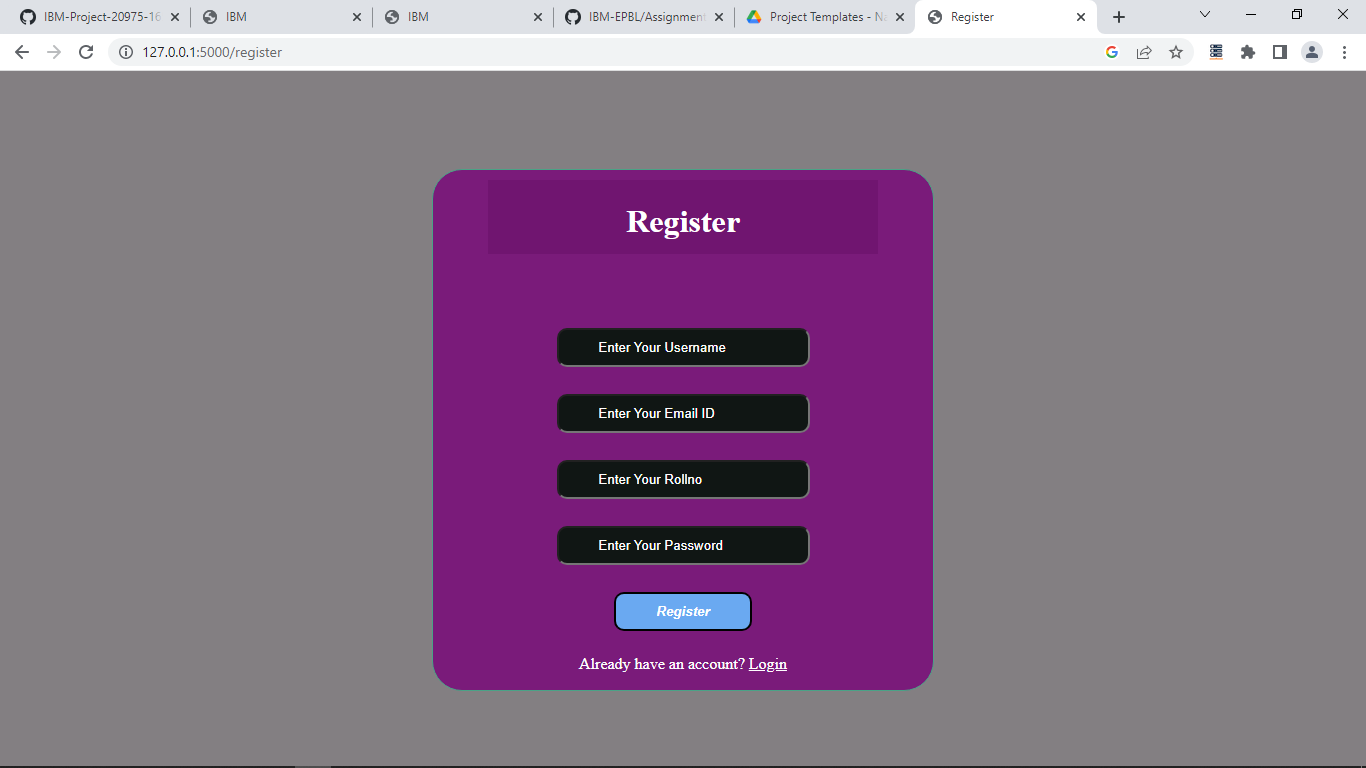 IBM-Project-20975-16
IBM
IBM
IBM-EPBL/Assignment
Project Templates - Na
Register
127.0.0.1:5000/register
Register
Enter Your Username
Enter Your Email ID
Enter Your Rollno
Enter Your Password
Register
Already have an account? Login